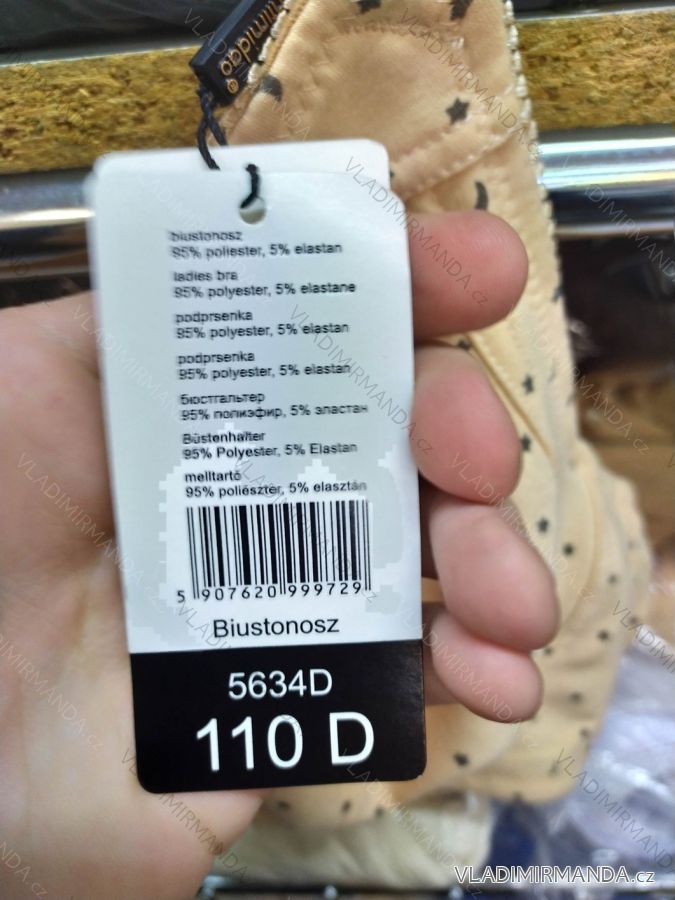 biustonosz
95% poliester, 5% elastan
ladies bra
95% polyester, 5% elastane
podprsenka
95% polyester, 5% elastan
podprsenka
95% polyester, 5% elastan
бюстгальтер
95% полиэфир, 5% эластан
Büstenhalter
95% Polyester, 5% Elastan
melltartó
95% poliészter, 5% elasztán
5 907620 999729
Biustonosz
5634D
110 D
VLADIMIRMANDA.cz